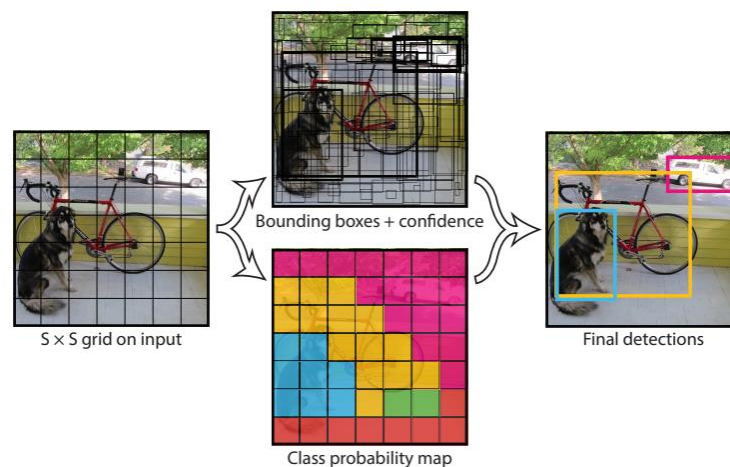 Bounding boxes + confidence
S × S grid on input
Final detections
Class probability map